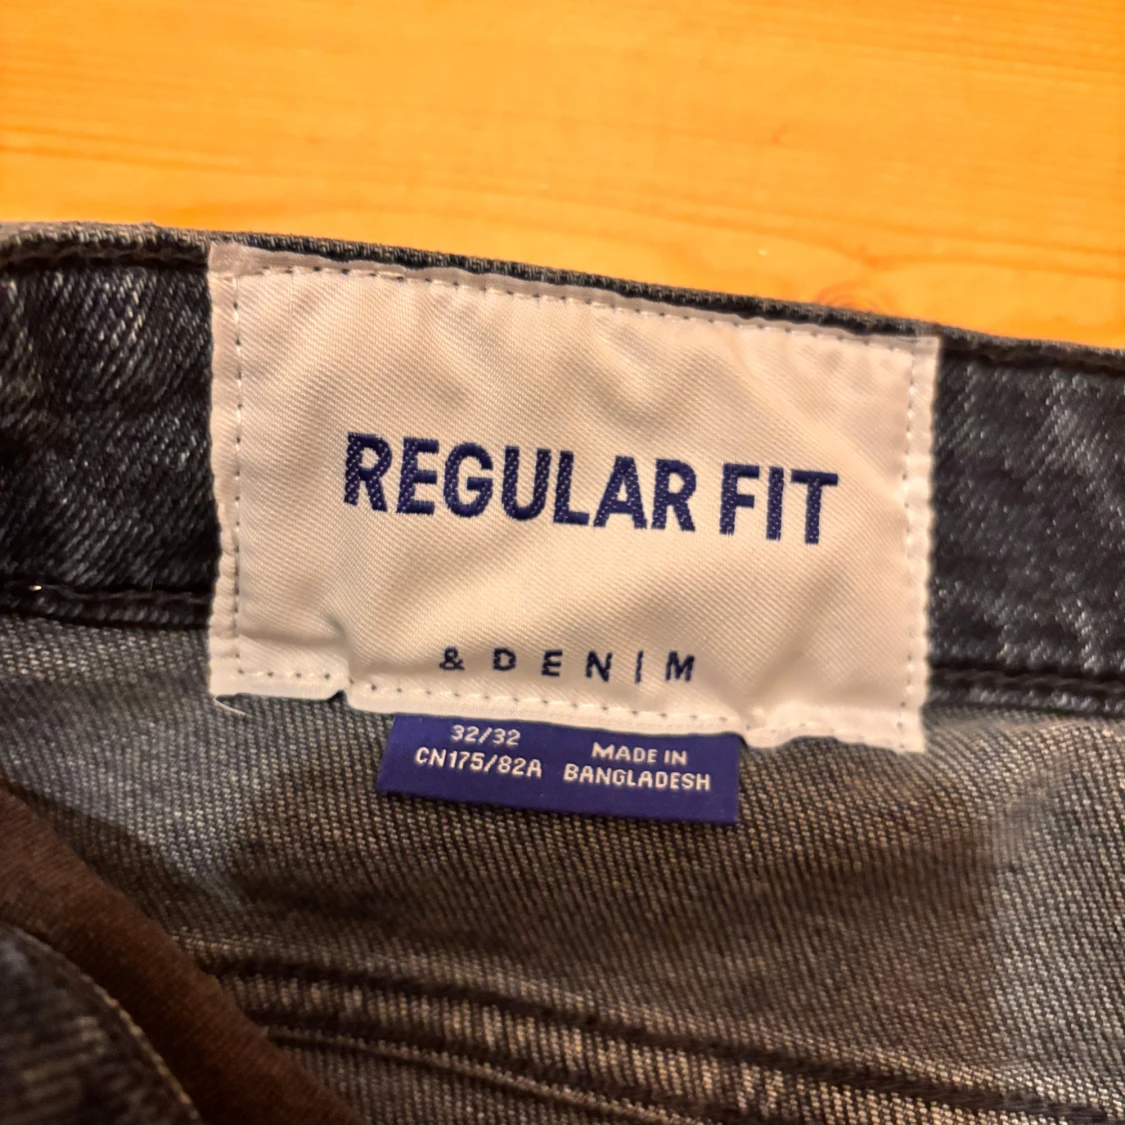 REGULAR FIT
& DENIM
32/32
CN175/82A
MADE IN
BANGLADESH